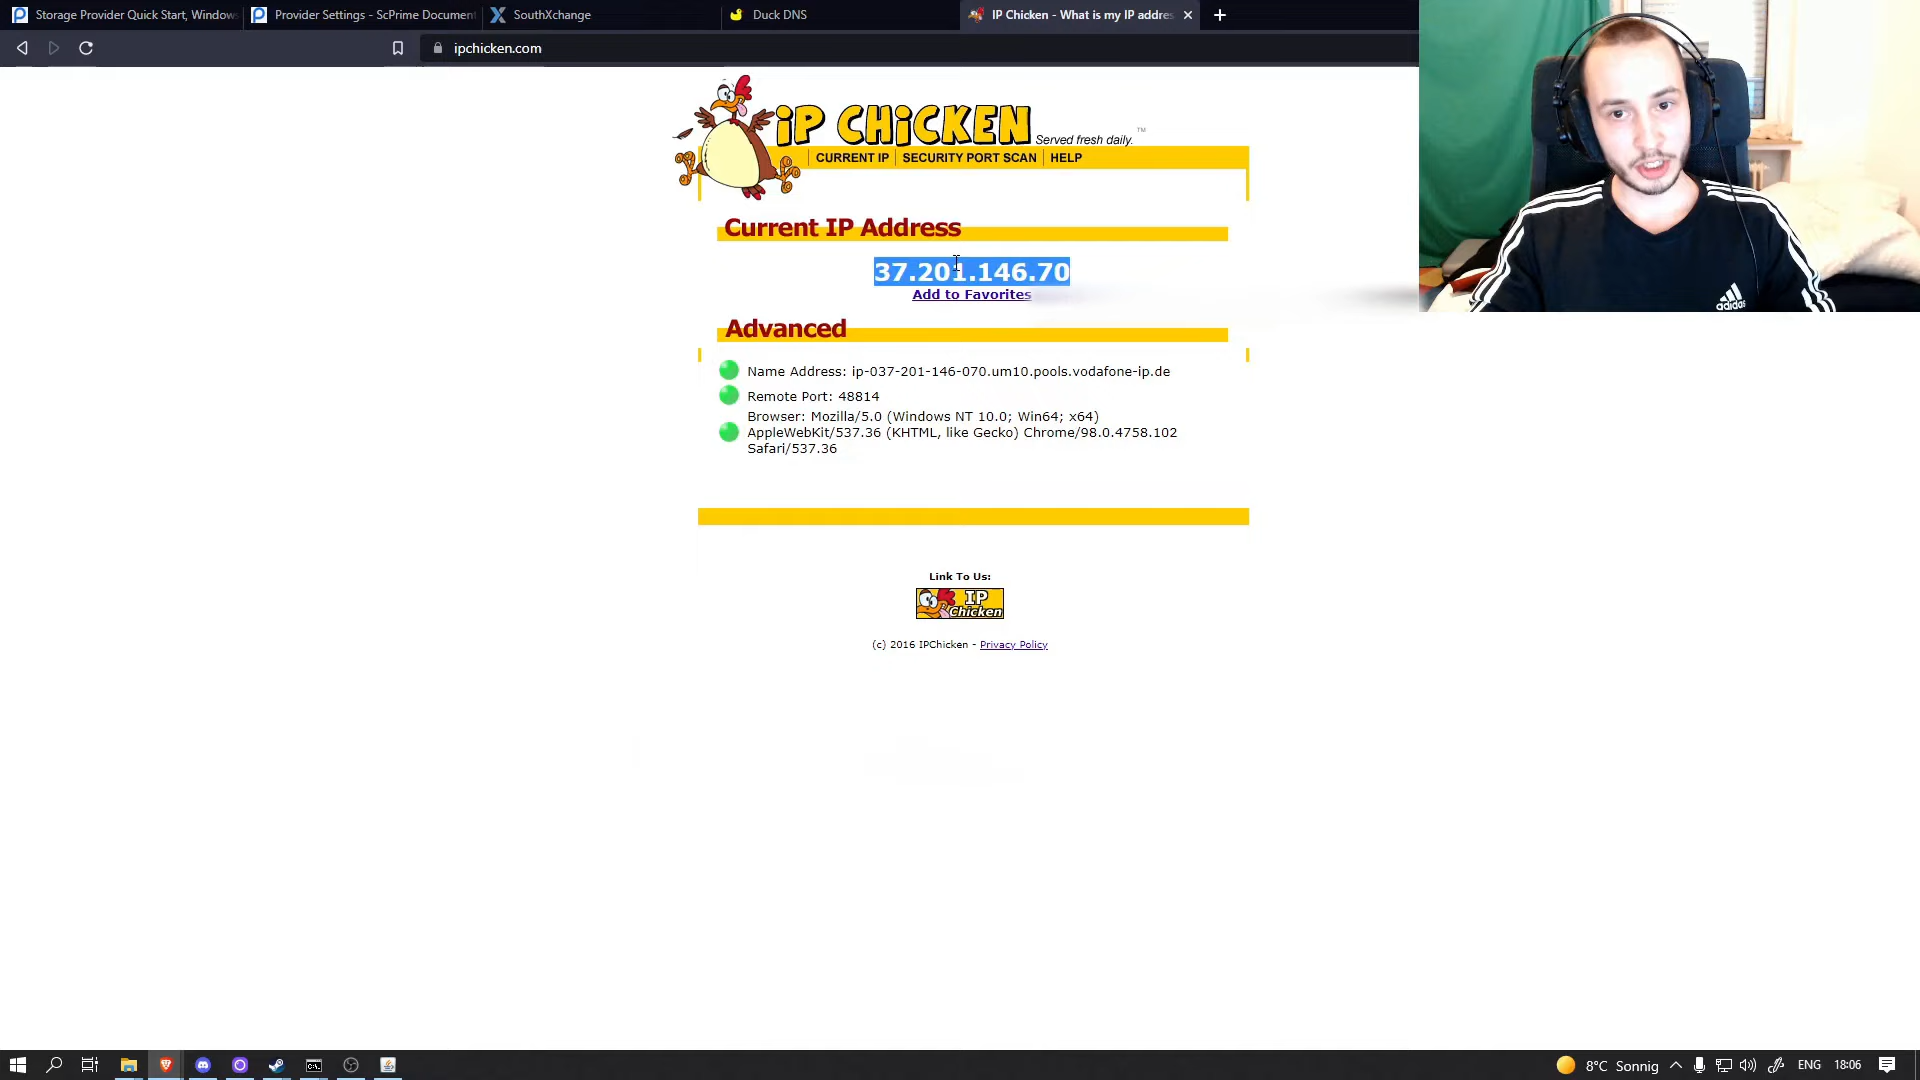 Storage Provider Quick Start, Window
Provider Settings - ScPrime Document
SouthXchange
Duck DNS
IP Chicken - What is my IP addre
ipchicken.com
iP CHiCKEN
Served fresh daily. ™
CURRENT IP | SECURITY PORT SCAN | HELP
Current IP Address
37.201.146.70
Add to Favorites
Advanced
Name Address: ip-037-201-146-070.um10.pools.vodafone-ip.de
Remote Port: 48814
Browser: Mozilla/5.0 (Windows NT 10.0; Win64; x64)
AppleWebKit/537.36 (KHTML, like Gecko) Chrome/98.0.4758.102
Safari/537.36
Link To Us:
IP
Chicken
(c) 2016 IPChicken - Privacy Policy
adidas
8°C Sonnig
ENG
18:06